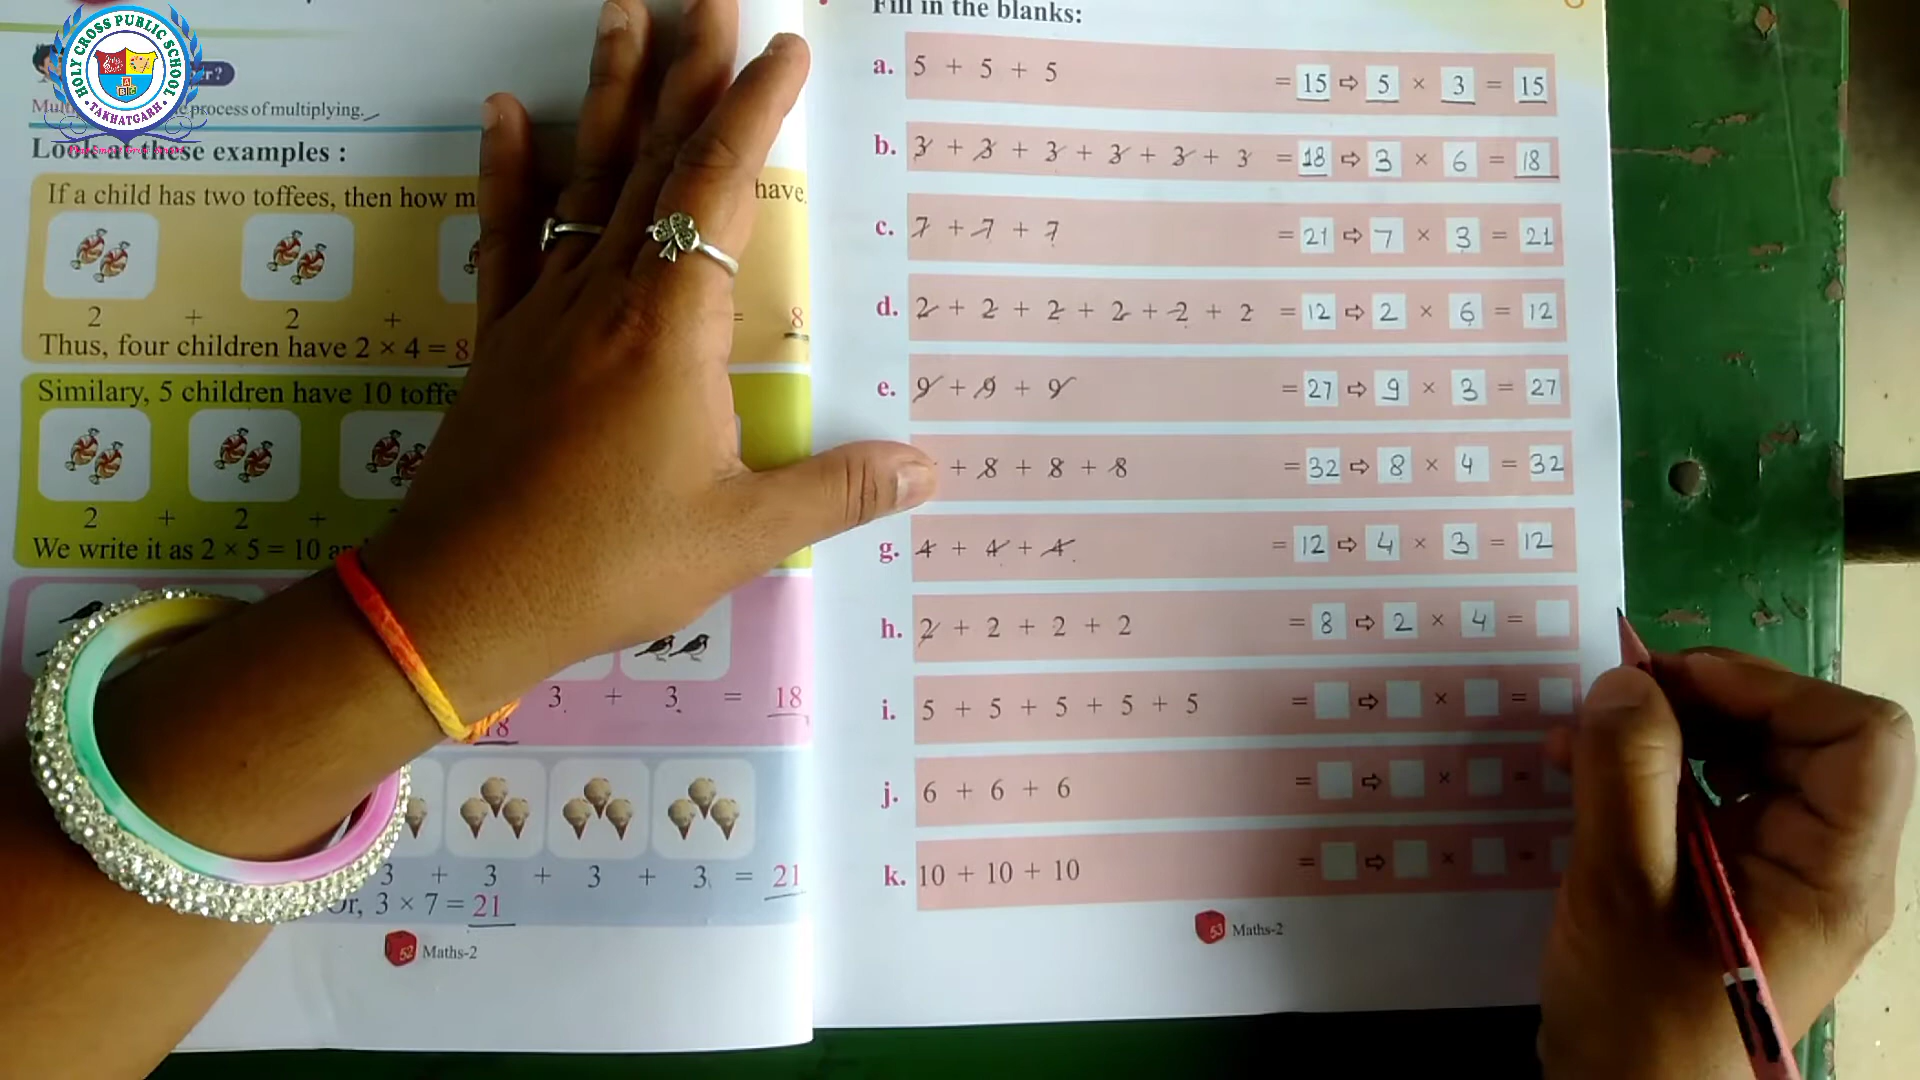 HOLY CROSS PUBLIC SCHOOL
TAKHATGARH
er?
process of multiplying.
Look at these examples :
If a child has two toffees, then how m
have
2 + 2 + = 8
Thus, four children have 2 × 4 = 8
Similary, 5 children have 10 toffe
2 + 2 +
We write it as 2 × 5 = 10
3 + 3 = 18
18
3 + 3 + 3 + 3 = 21
Or, 3 × 7 = 21
52 Maths-2
Fill in the blanks:
a. 5 + 5 + 5 = 15 ⇨ 5 × 3 = 15
b. 3 + 3 + 3 + 3 + 3 + 3 = 18 ⇨ 3 × 6 = 18
c. 7 + 7 + 7 = 21 ⇨ 7 × 3 = 21
d. 2 + 2 + 2 + 2 + 2 + 2 = 12 ⇨ 2 × 6 = 12
e. 9 + 9 + 9 = 27 ⇨ 9 × 3 = 27
+ 8 + 8 + 8 = 32 ⇨ 8 × 4 = 32
g. 4 + 4 + 4 = 12 ⇨ 4 × 3 = 12
h. 2 + 2 + 2 + 2 = 8 ⇨ 2 × 4 =
i. 5 + 5 + 5 + 5 + 5 = ⇨ × =
j. 6 + 6 + 6 = ⇨ × =
k. 10 + 10 + 10 = ⇨ × =
53 Maths-2